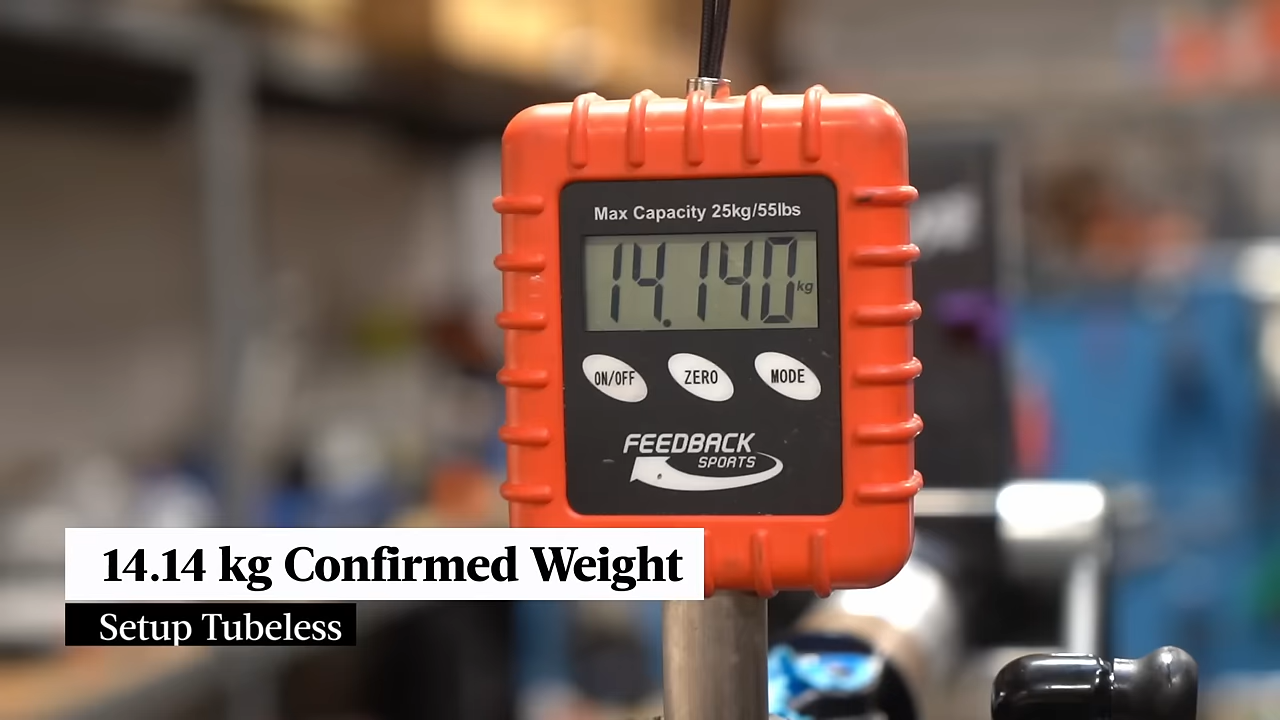 Max Capacity 25kg/55lbs
14.140 kg
ON/OFF ZERO MODE
FEEDBACK
SPORTS
14.14 kg Confirmed Weight
Setup Tubeless